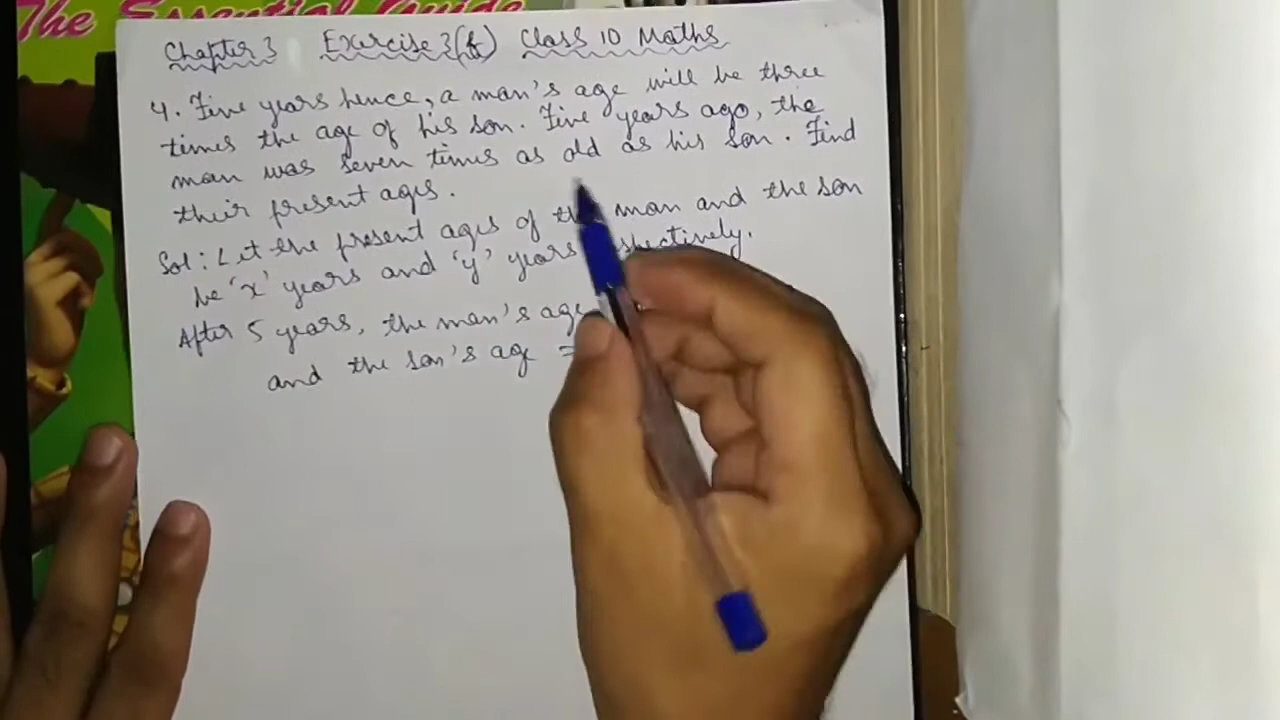 The Essential Guide
Chapter 3 Exercise 3(f) Class 10 Maths
4. Five years hence, a man's age will be three
times the age of his son. Five years ago, the
man was seven times as old as his son. Find
their present ages.
Sol: Let the present ages of the man and the son
be 'x' years and 'y' years respectively.
After 5 years, the man's age
and the son's age =